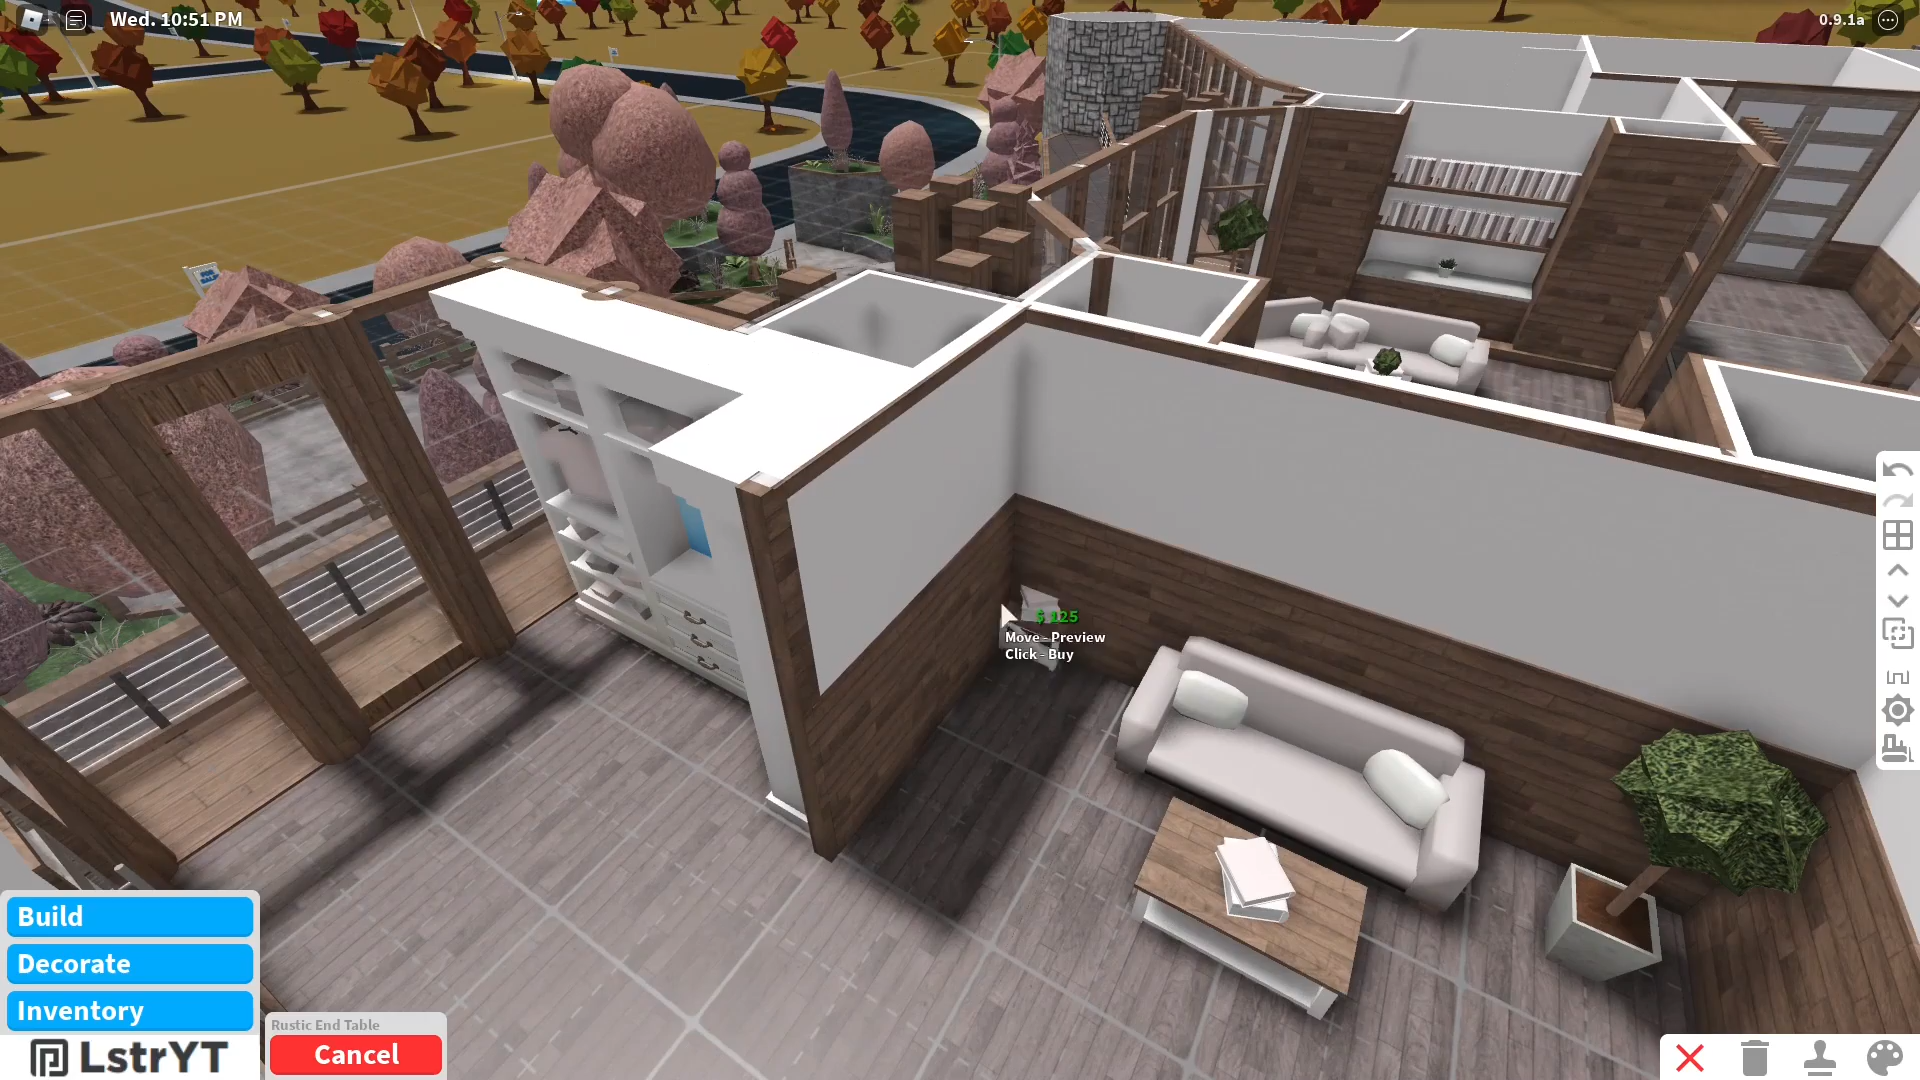 Wed. 10:51 PM
0.9.1a
$ 125
Move - Preview
Click - Buy
Build
Decorate
Inventory
LstrYT
Rustic End Table
Cancel